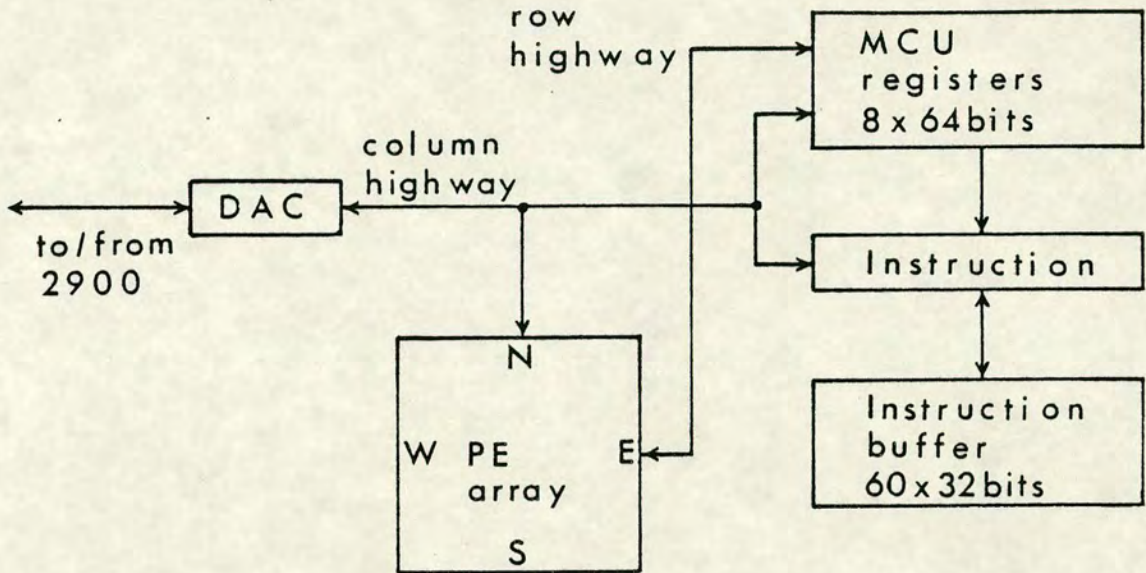 row
highway
MCU
registers
8 x 64bits
column
highway
DAC
to/from
2900
Instruction
N
W PE E
array
S
Instruction
buffer
60 x 32bits